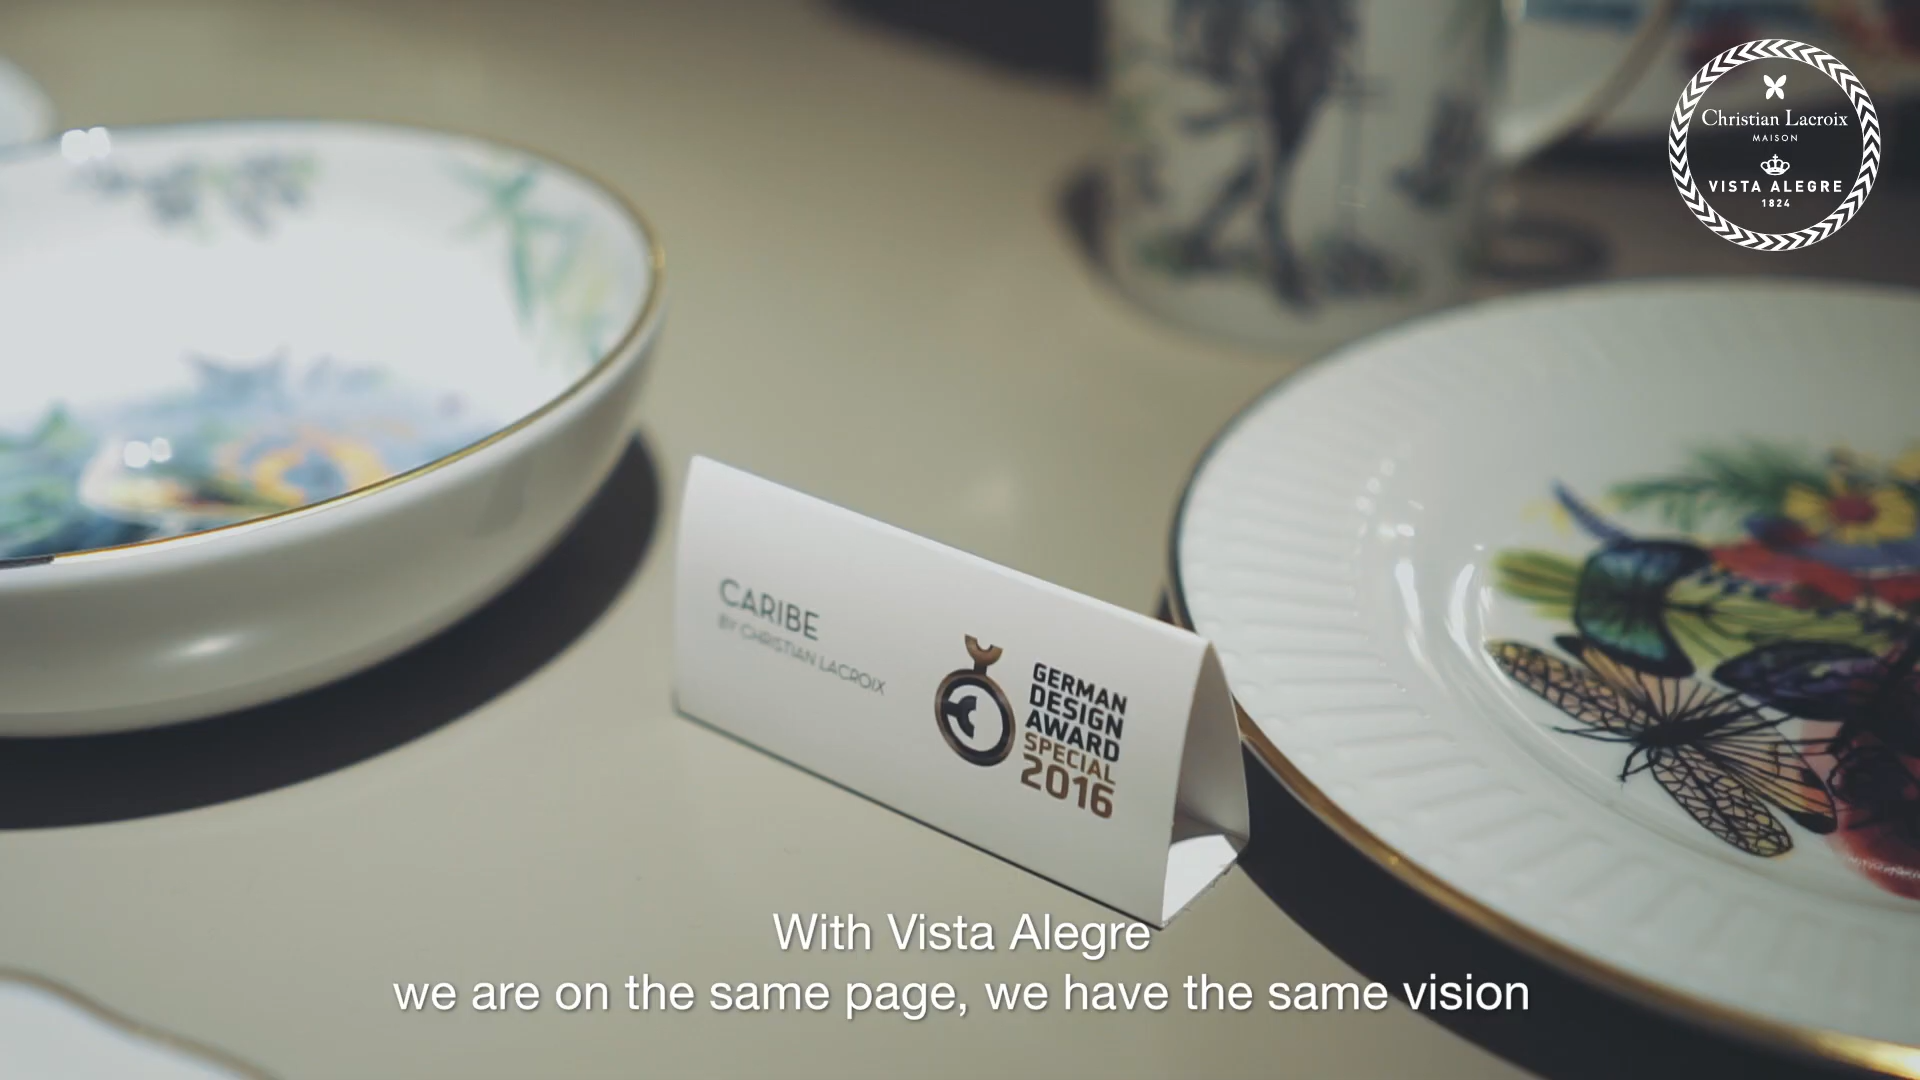 Christian Lacroix
MAISON
VISTA ALEGRE
1824
CARIBE
BY CHRISTIAN LACROIX
GERMAN
DESIGN
AWARD
SPECIAL
2016
With Vista Alegre
we are on the same page, we have the same vision